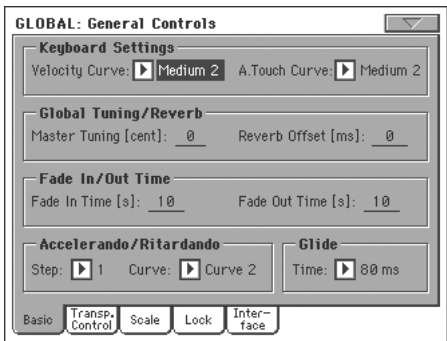 GLOBAL: General Controls
Keyboard Settings
Velocity Curve: Medium 2 A.Touch Curve: Medium 2
Global Tuning/Reverb
Master Tuning [cent]: 0 Reverb Offset [ms]: 0
Fade In/Out Time
Fade In Time [s]: 10 Fade Out Time [s]: 10
Accelerando/Ritardando Glide
Step: 1 Curve: Curve 2 Time: 80 ms
Basic Transp. Control Scale Lock Inter-face